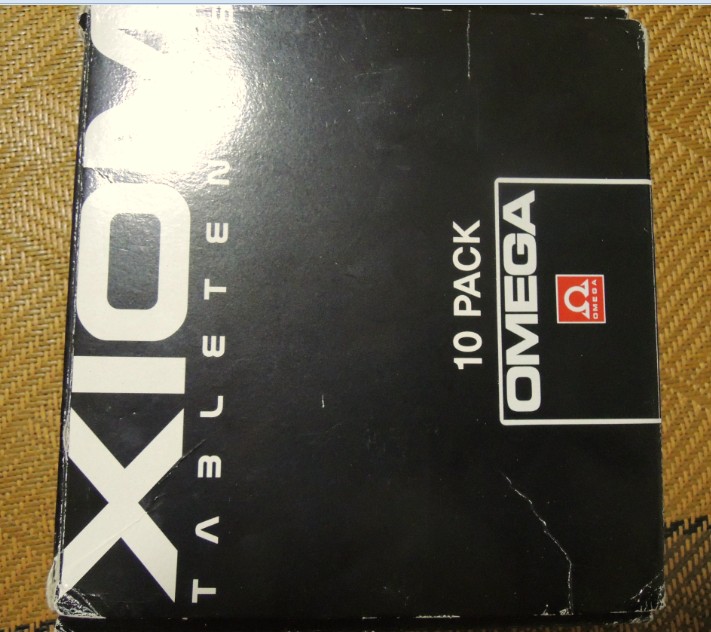 XIOM
TABLETEN
10 PACK
OMEGA
Ω
OMEGA